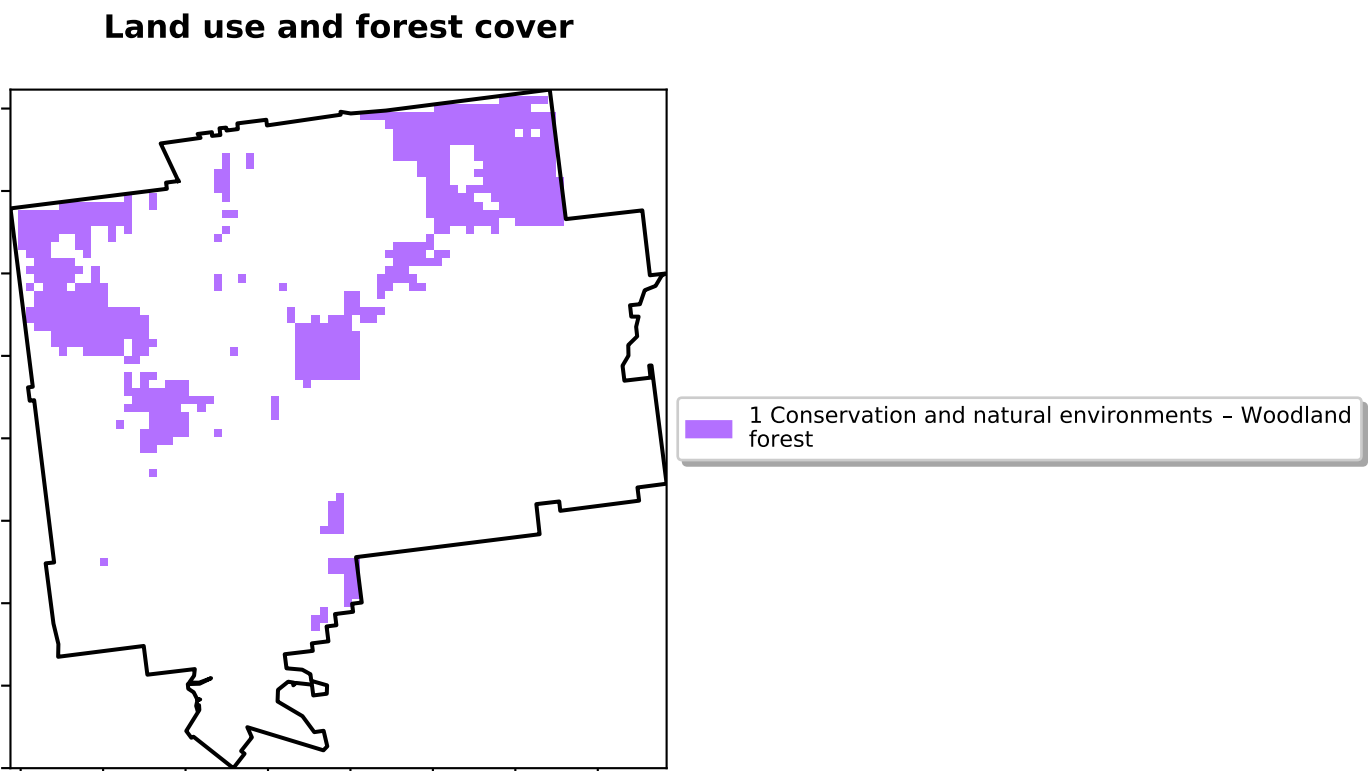 Land use and forest cover
1 Conservation and natural environments – Woodland
forest